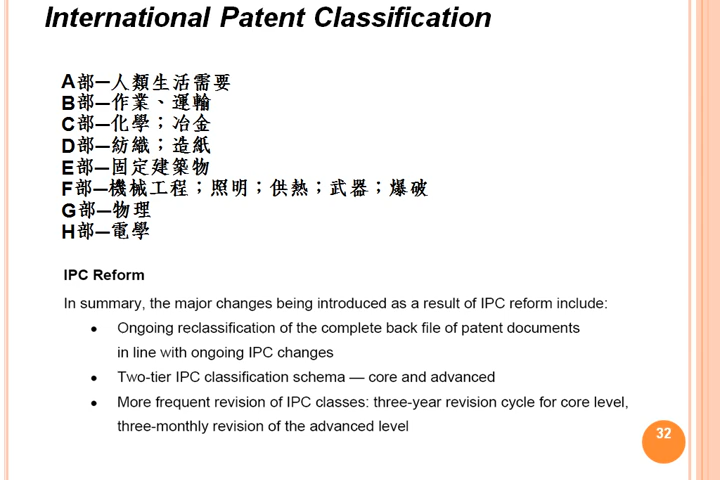 International Patent Classification
A部—人類生活需要
B部—作業、運輸
C部—化學；冶金
D部—紡織；造紙
E部—固定建築物
F部—機械工程；照明；供熱；武器；爆破
G部—物理
H部—電學
IPC Reform
In summary, the major changes being introduced as a result of IPC reform include:
• Ongoing reclassification of the complete back file of patent documents
in line with ongoing IPC changes
• Two-tier IPC classification schema — core and advanced
• More frequent revision of IPC classes: three-year revision cycle for core level,
three-monthly revision of the advanced level
32